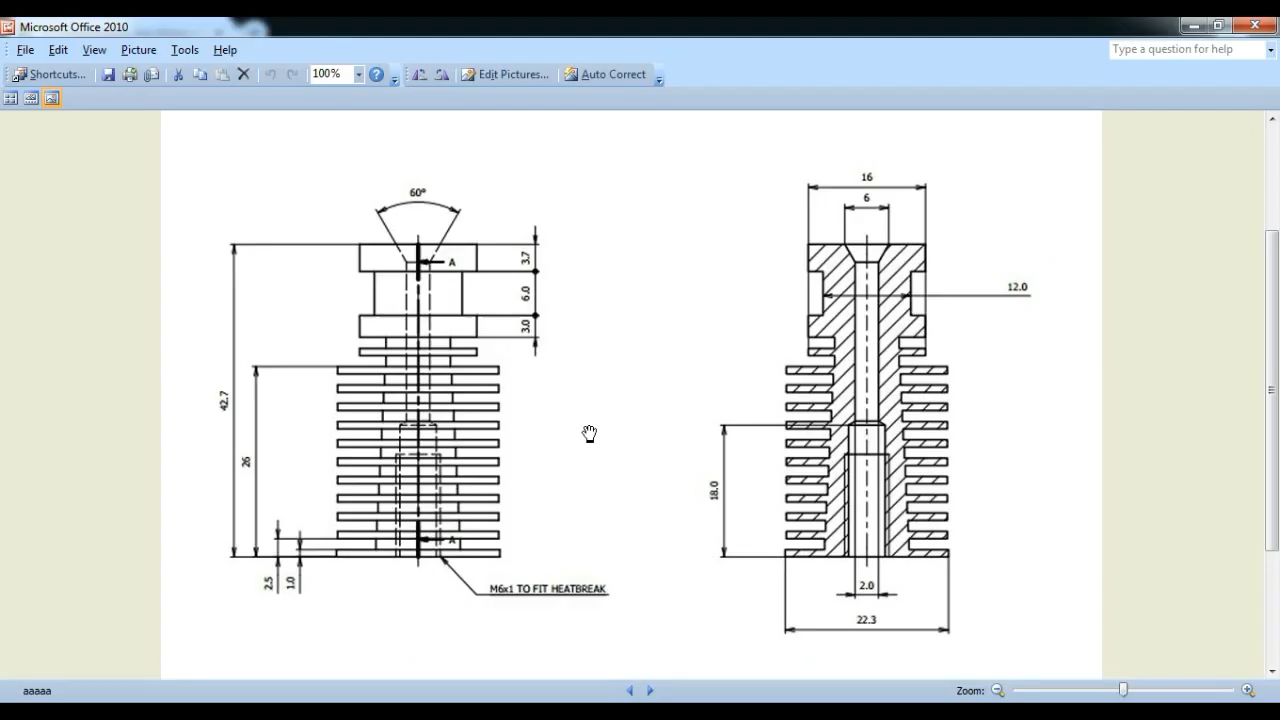 Microsoft Office 2010
File Edit View Picture Tools Help
Type a question for help
Shortcuts... 100% Edit Pictures... Auto Correct
16
60° 6
A 3.7
6.0 12.0
3.0
42.7
26
18.0
A
2.5 1.0 M6x1 TO FIT HEATBREAK 2.0
22.3
aaaaa Zoom: